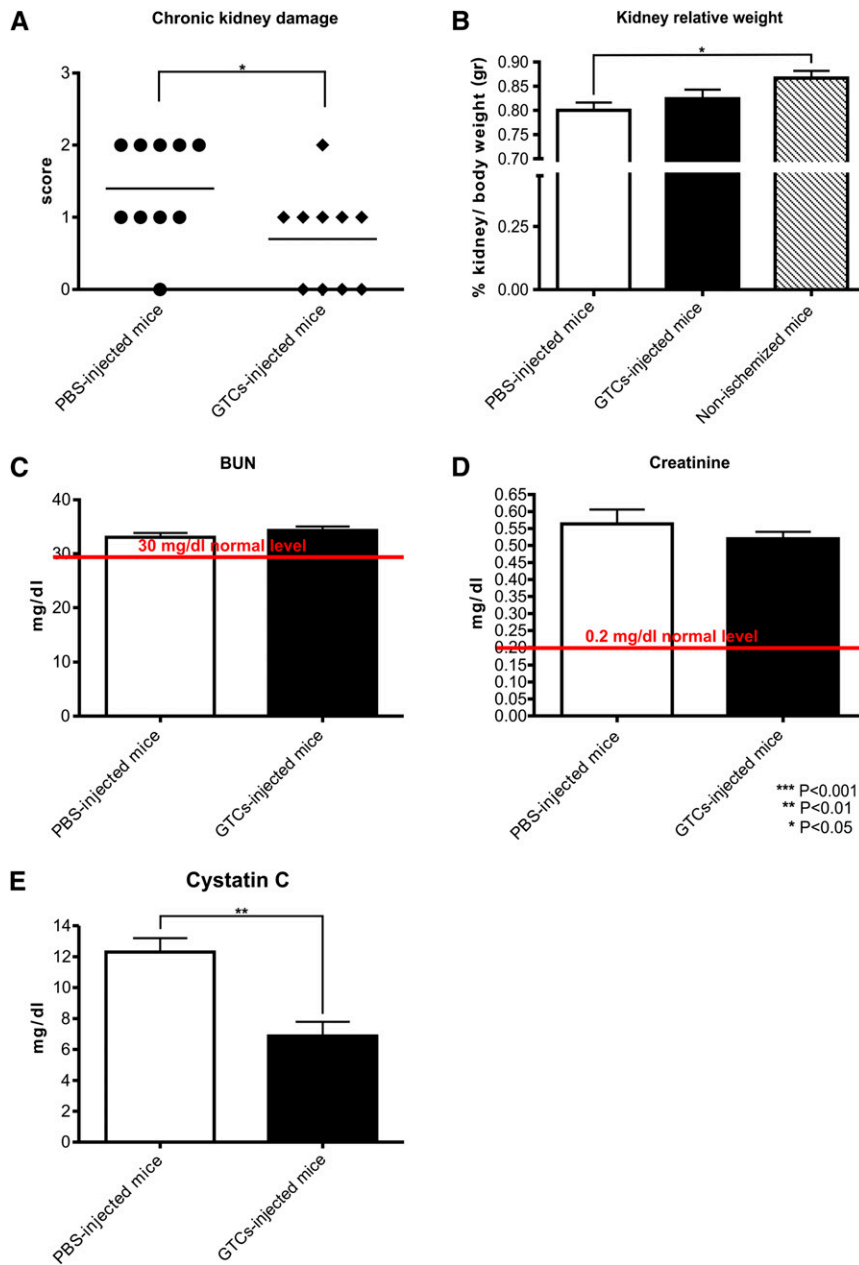 A
Chronic kidney damage
*
3
2
1
0
score
PBS-injected mice
GTCs-injected mice
B
Kidney relative weight
*
0.90
0.85
0.80
0.75
0.70
0.25
0.00
% kidney/ body weight (gr)
PBS-injected mice
GTCs-injected mice
Non-ischemized mice
C
BUN
40
30
20
10
0
mg/dl
30 mg/dl normal level
PBS-injected mice
GTCs-injected mice
D
Creatinine
0.65
0.60
0.55
0.50
0.45
0.40
0.35
0.30
0.25
0.20
0.15
0.10
0.05
0.00
mg/dl
0.2 mg/dl normal level
PBS-injected mice
GTCs-injected mice
*** P<0.001
** P<0.01
* P<0.05
E
Cystatin C
**
14
12
10
8
6
4
2
0
mg/dl
PBS-injected mice
GTCs-injected mice